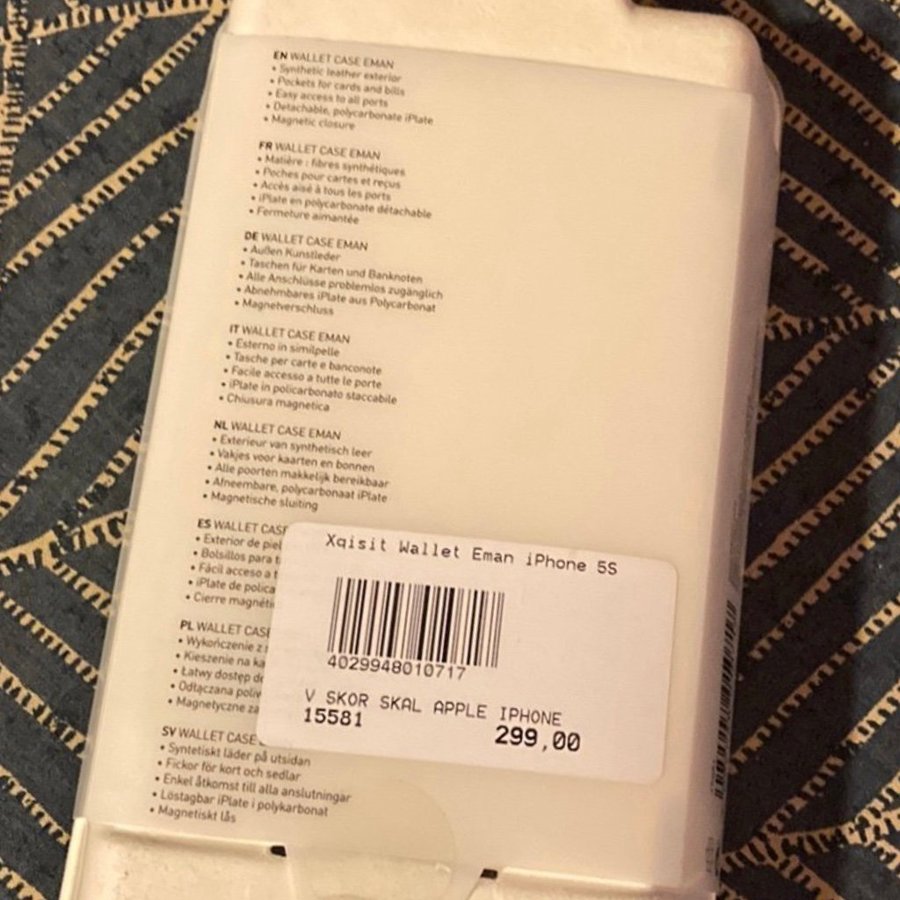 EN WALLET CASE EMAN
• Synthetic leather exterior
• Pockets for cards and bills
• Easy access to all ports
• Detachable, polycarbonate iPlate
• Magnetic closure
FR WALLET CASE EMAN
• Matière : fibres synthétiques
• Poches pour cartes et reçus
• Accès aisé à tous les ports
• iPlate en polycarbonate détachable
• Fermeture aimantée
DE WALLET CASE EMAN
• Außen Kunstleder
• Taschen für Karten und Banknoten
• Alle Anschlüsse problemlos zugänglich
• Abnehmbares iPlate aus Polycarbonat
• Magnetverschluss
IT WALLET CASE EMAN
• Esterno in similpelle
• Tasche per carte e banconote
• Facile accesso a tutte le porte
• iPlate in policarbonato staccabile
• Chiusura magnetica
NL WALLET CASE EMAN
• Exterieur van synthetisch leer
• Vakjes voor kaarten en bonnen
• Alle poorten makkelijk bereikbaar
• Afneembare, polycarbonaat iPlate
• Magnetische sluiting
ES WALLET CASE
• Exterior de piel
• Bolsillos para
• Fácil acceso a
• iPlate de
• Cierre
PL WALLET
• Wykończenie z
• Kieszenie na
• Łatwy dostęp
• Odłączana
• Magnetyczne
SV WALLET CASE
• Syntetiskt läder på utsidan
• Fickor för kort och sedlar
• Enkel åtkomst till alla anslutningar
• Löstagbar iPlate i polykarbonat
• Magnetiskt lås
Xqisit Wallet Eman iPhone 5S
4029948010717
V SKOR SKAL APPLE IPHONE
15581
299,00